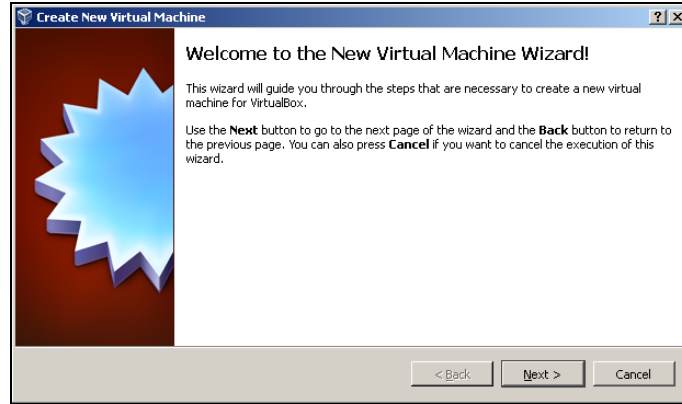 Create New Virtual Machine
Welcome to the New Virtual Machine Wizard!
This wizard will guide you through the steps that are necessary to create a new virtual
machine for VirtualBox.
Use the Next button to go to the next page of the wizard and the Back button to return to
the previous page. You can also press Cancel if you want to cancel the execution of this
wizard.
< Back Next > Cancel